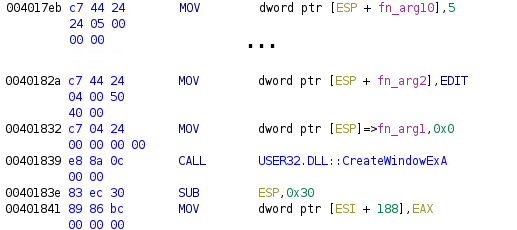 004017eb c7 44 24 MOV dword ptr [ESP + fn_arg10],5
24 05 00
00 00
...
0040182a c7 44 24 MOV dword ptr [ESP + fn_arg2],EDIT
04 00 50
40 00
00401832 c7 04 24 MOV dword ptr [ESP]=>fn_arg1,0x0
00 00 00 00
00401839 e8 8a 0c CALL USER32.DLL::CreateWindowExA
00 00
0040183e 83 ec 30 SUB ESP,0x30
00401841 89 86 bc MOV dword ptr [ESI + 188],EAX
00 00 00